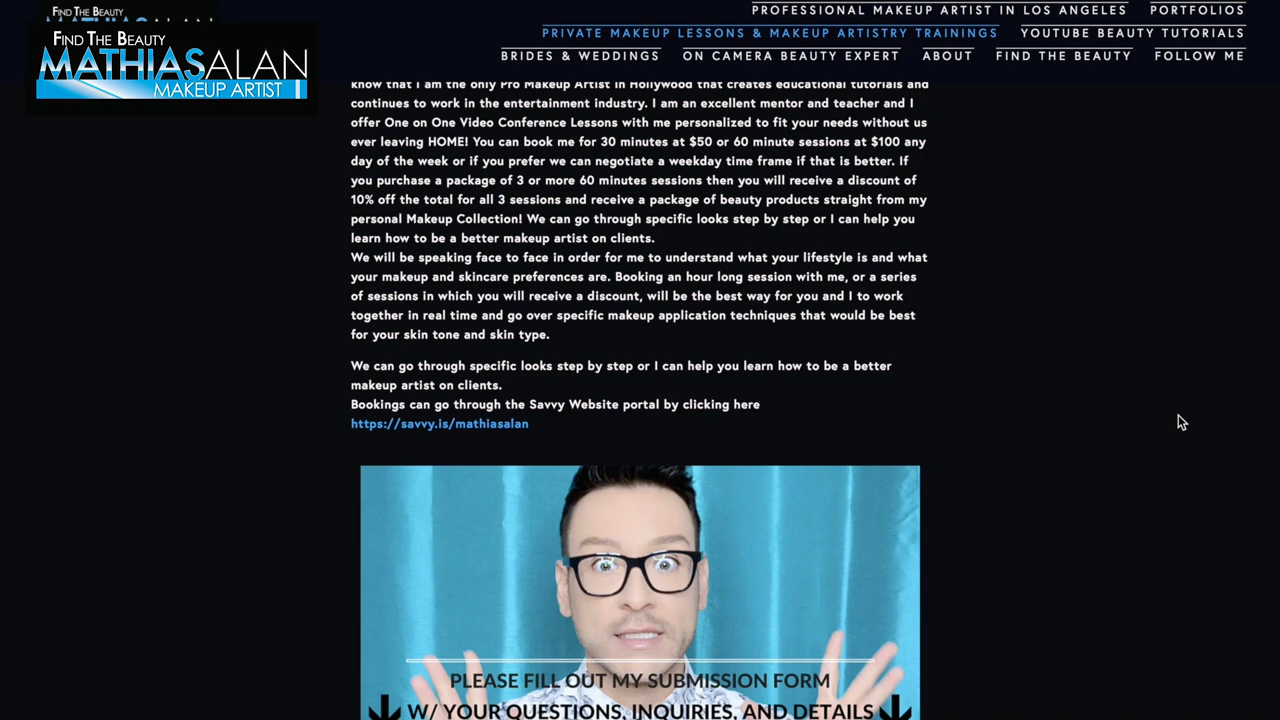 FIND THE BEAUTY
FIND THE BEAUTY
MATHIASALAN
MAKEUP ARTIST
PROFESSIONAL MAKEUP ARTIST IN LOS ANGELES PORTFOLIOS
PRIVATE MAKEUP LESSONS & MAKEUP ARTISTRY TRAININGS YOUTUBE BEAUTY TUTORIALS
BRIDES & WEDDINGS ON CAMERA BEAUTY EXPERT ABOUT FIND THE BEAUTY FOLLOW ME
know that I am the only Pro Makeup Artist in Hollywood that creates educational tutorials and
continues to work in the entertainment industry. I am an excellent mentor and teacher and I
offer One on One Video Conference Lessons with me personalized to fit your needs without us
ever leaving HOME! You can book me for 30 minutes at $50 or 60 minute sessions at $100 any
day of the week or if you prefer we can negotiate a weekday time frame if that is better. If
you purchase a package of 3 or more 60 minutes sessions then you will receive a discount of
10% off the total for all 3 sessions and receive a package of beauty products straight from my
personal Makeup Collection! We can go through specific looks step by step or I can help you
learn how to be a better makeup artist on clients.
We will be speaking face to face in order for me to understand what your lifestyle is and what
your makeup and skincare preferences are. Booking an hour long session with me, or a series
of sessions in which you will receive a discount, will be the best way for you and I to work
together in real time and go over specific makeup application techniques that would be best
for your skin tone and skin type.
We can go through specific looks step by step or I can help you learn how to be a better
makeup artist on clients.
Bookings can go through the Savvy Website portal by clicking here
https://savvy.is/mathiasalan
PLEASE FILL OUT MY SUBMISSION FORM
W/ YOUR QUESTIONS, INQUIRIES, AND DETAILS